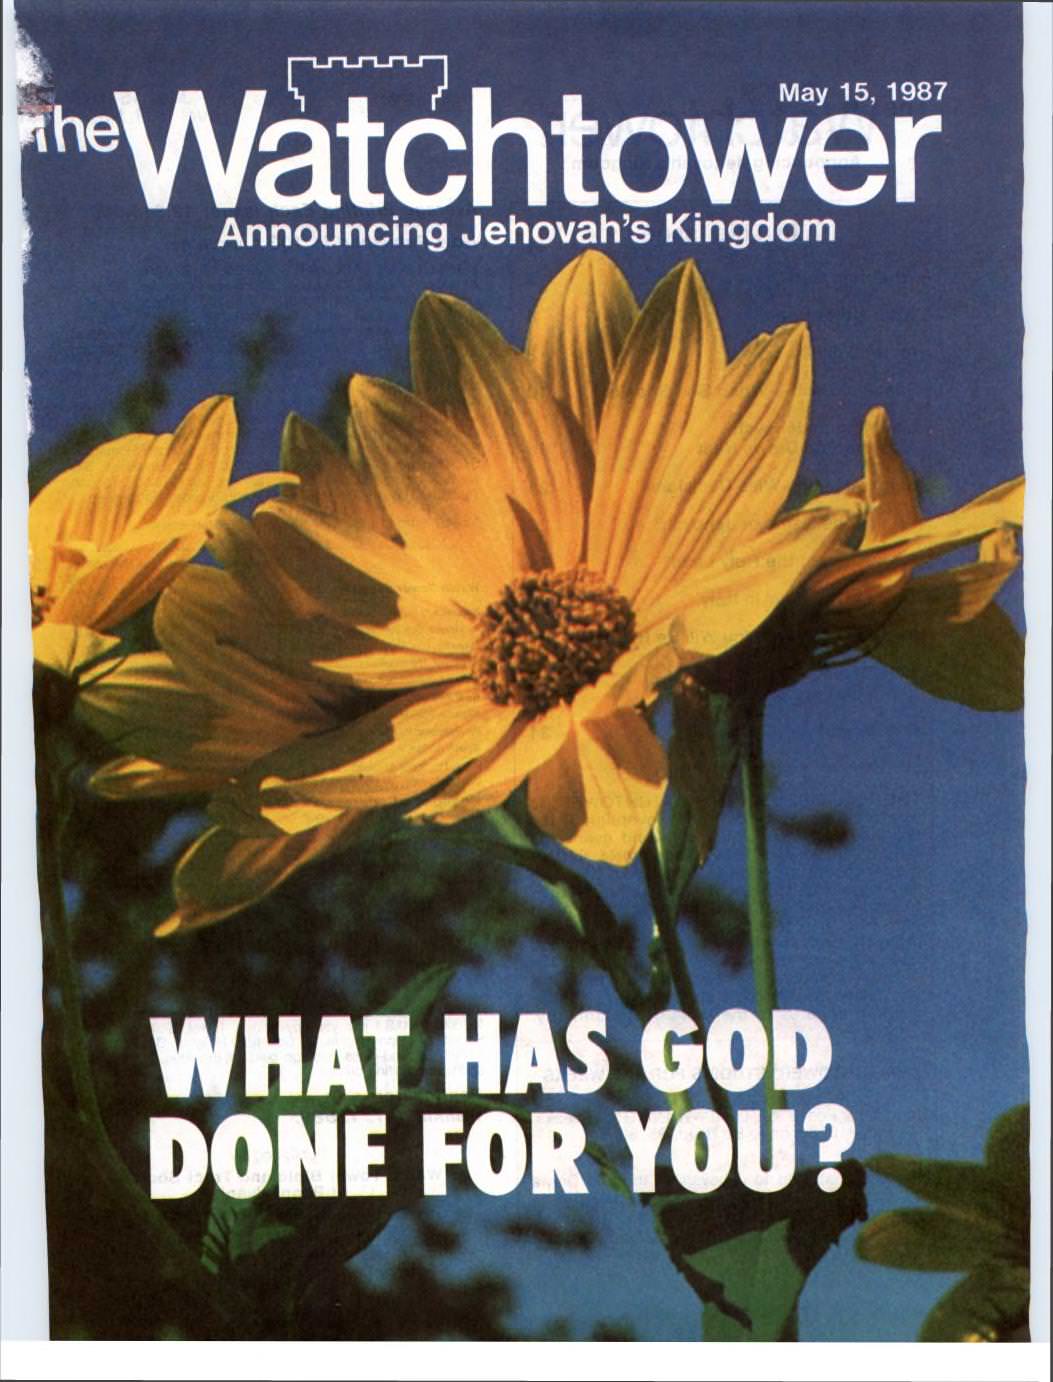 May 15, 1987
The Watchtower
Announcing Jehovah's Kingdom
WHAT HAS GOD
DONE FOR YOU?